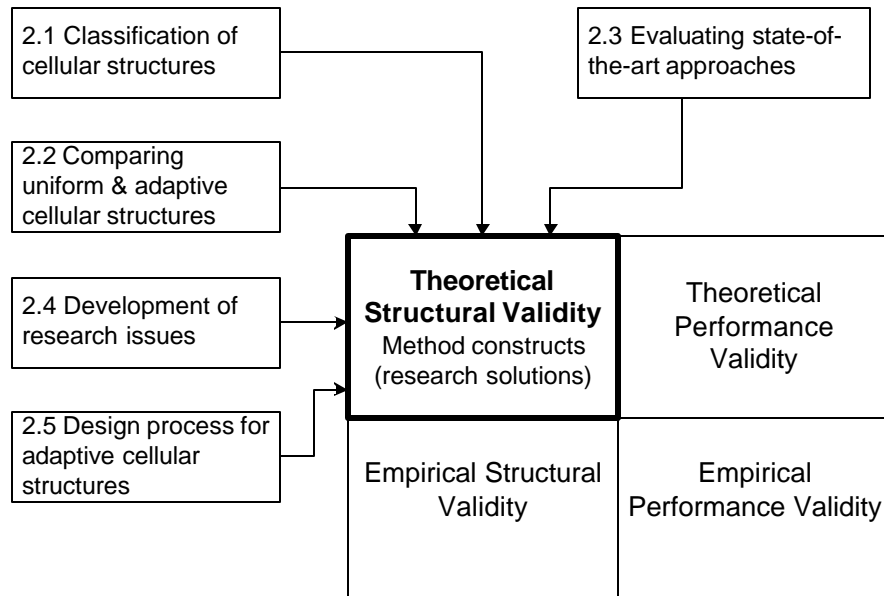 2.1 Classification of
cellular structures
2.3 Evaluating state-of-
the-art approaches
2.2 Comparing
uniform & adaptive
cellular structures
2.4 Development of
research issues
2.5 Design process for
adaptive cellular
structures
Theoretical
Structural Validity
Method constructs
(research solutions)
Theoretical
Performance
Validity
Empirical Structural
Validity
Empirical
Performance Validity